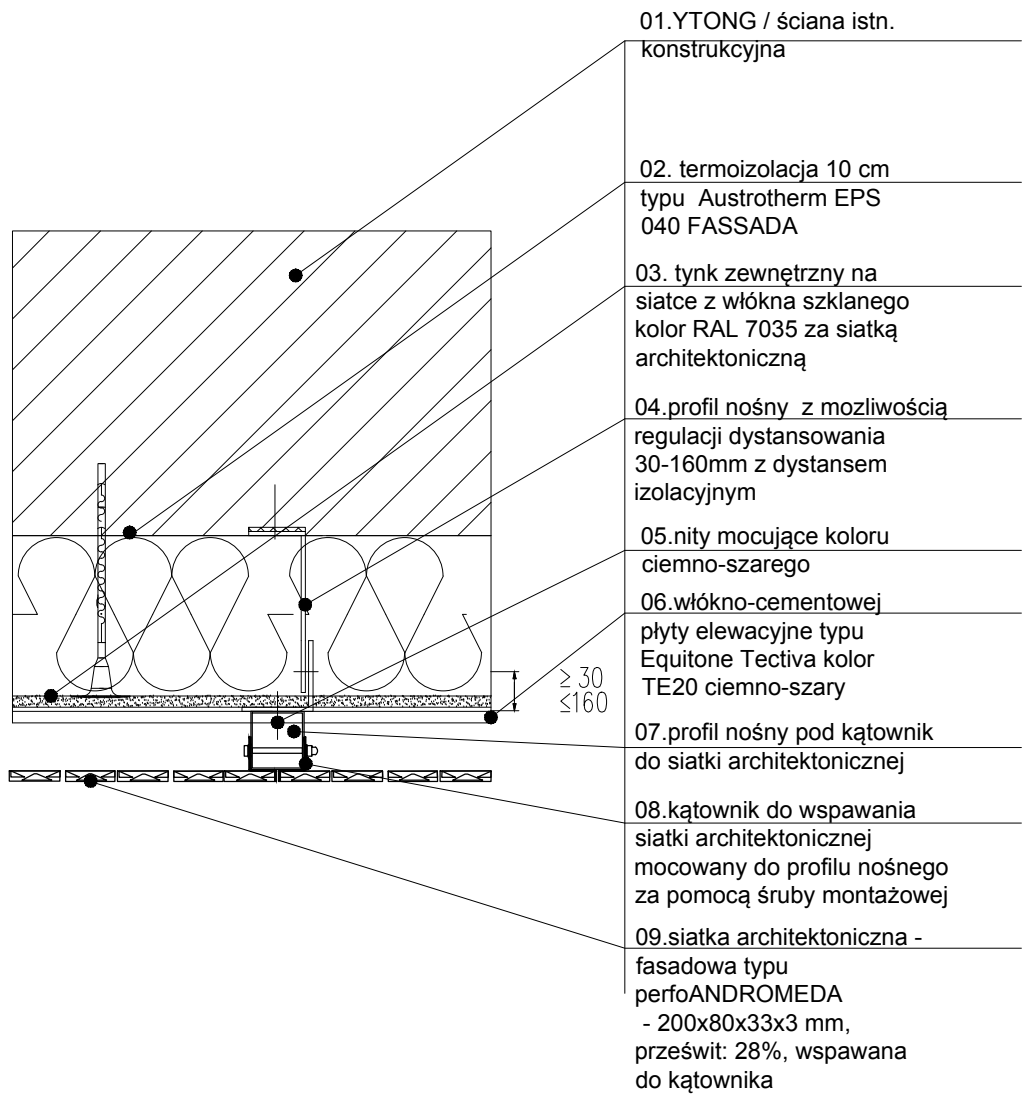 01.YTONG / ściana istn.
konstrukcyjna
02. termoizolacja 10 cm
typu Austrotherm EPS
040 FASSADA
03. tynk zewnętrzny na
siatce z włókna szklanego
kolor RAL 7035 za siatką
architektoniczną
04.profil nośny z mozliwością
regulacji dystansowania
30-160mm z dystansem
izolacyjnym
05.nity mocujące koloru
ciemno-szarego
06.włókno-cementowej
płyty elewacyjne typu
Equitone Tectiva kolor
TE20 ciemno-szary
≥ 30
≤160
07.profil nośny pod kątownik
do siatki architektonicznej
08.kątownik do wspawania
siatki architektonicznej
mocowany do profilu nośnego
za pomocą śruby montażowej
09.siatka architektoniczna -
fasadowa typu
perfoANDROMEDA
- 200x80x33x3 mm,
prześwit: 28%, wspawana
do kątownika